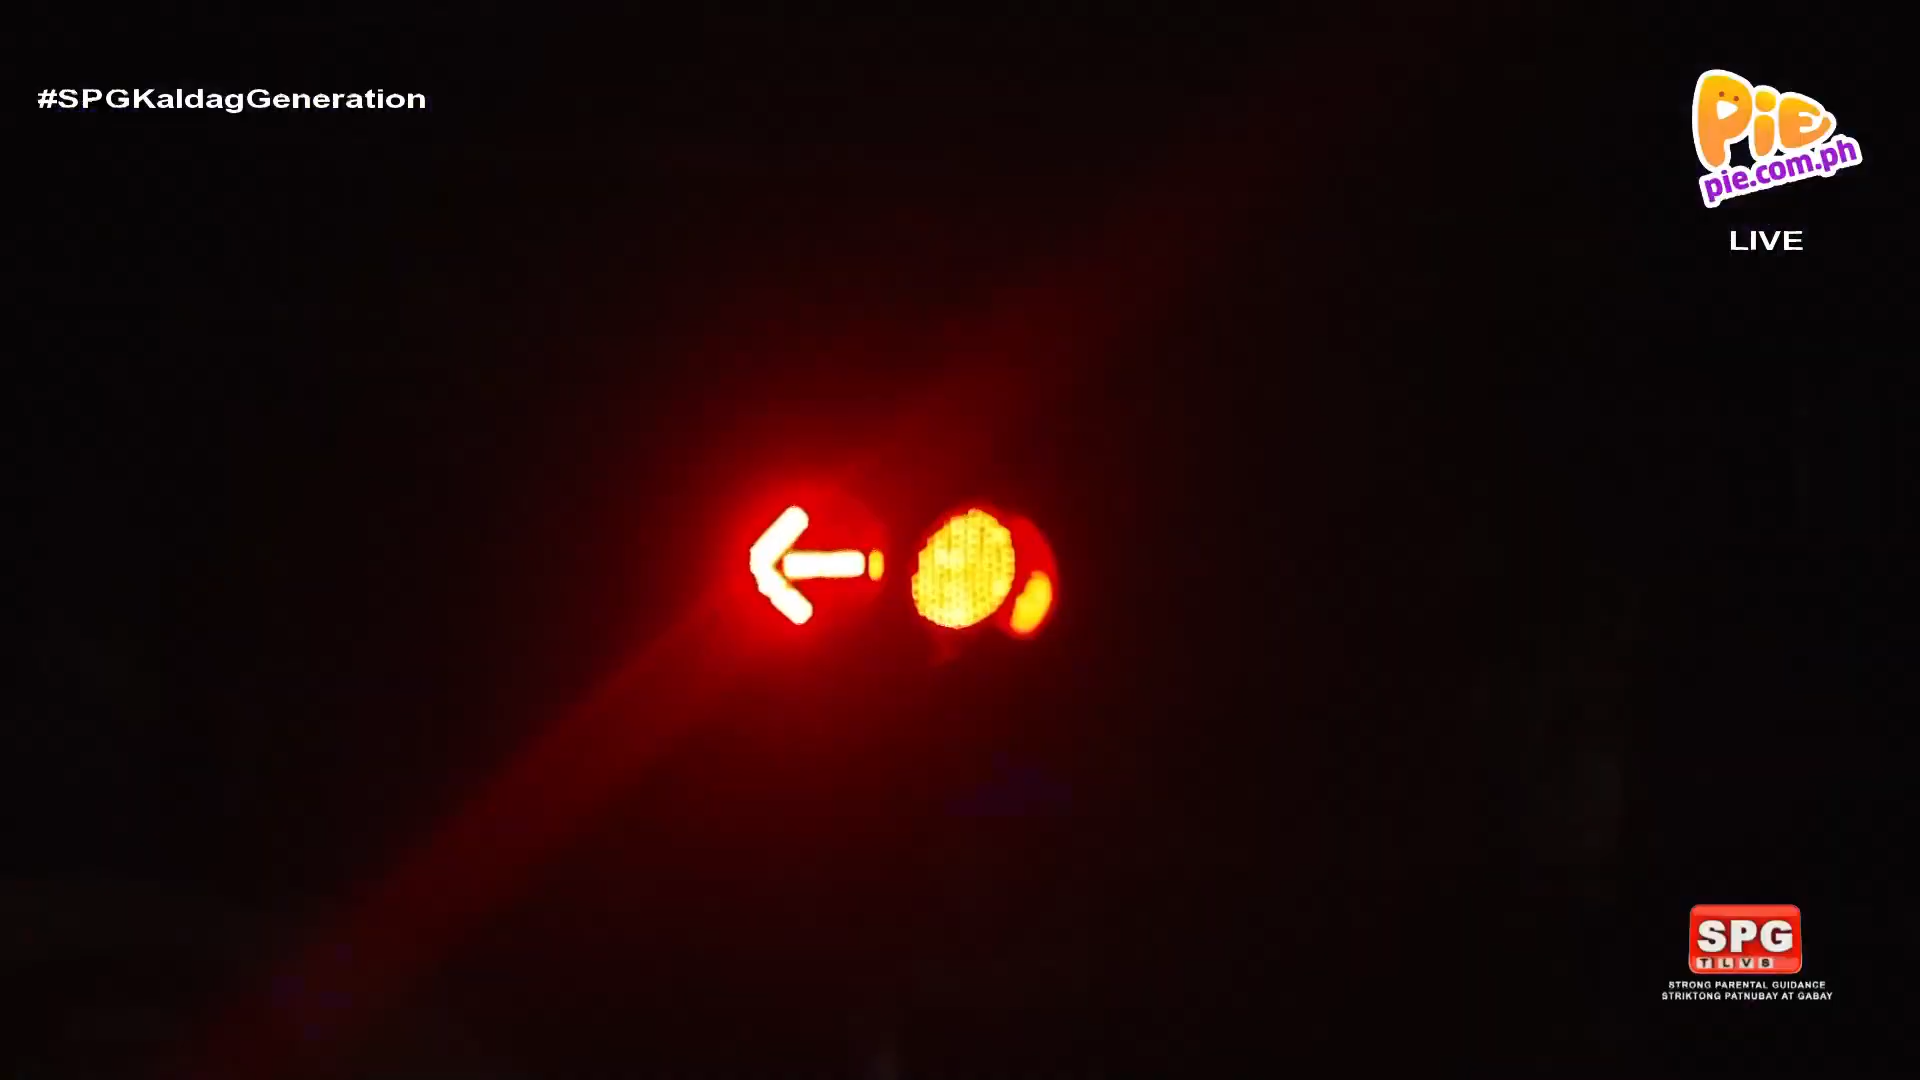 #SPGKaldagGeneration
PiE
pie.com.ph
LIVE
SPG
T L V S
STRONG PARENTAL GUIDANCE
STRIKTONG PATNUBAY AT GABAY